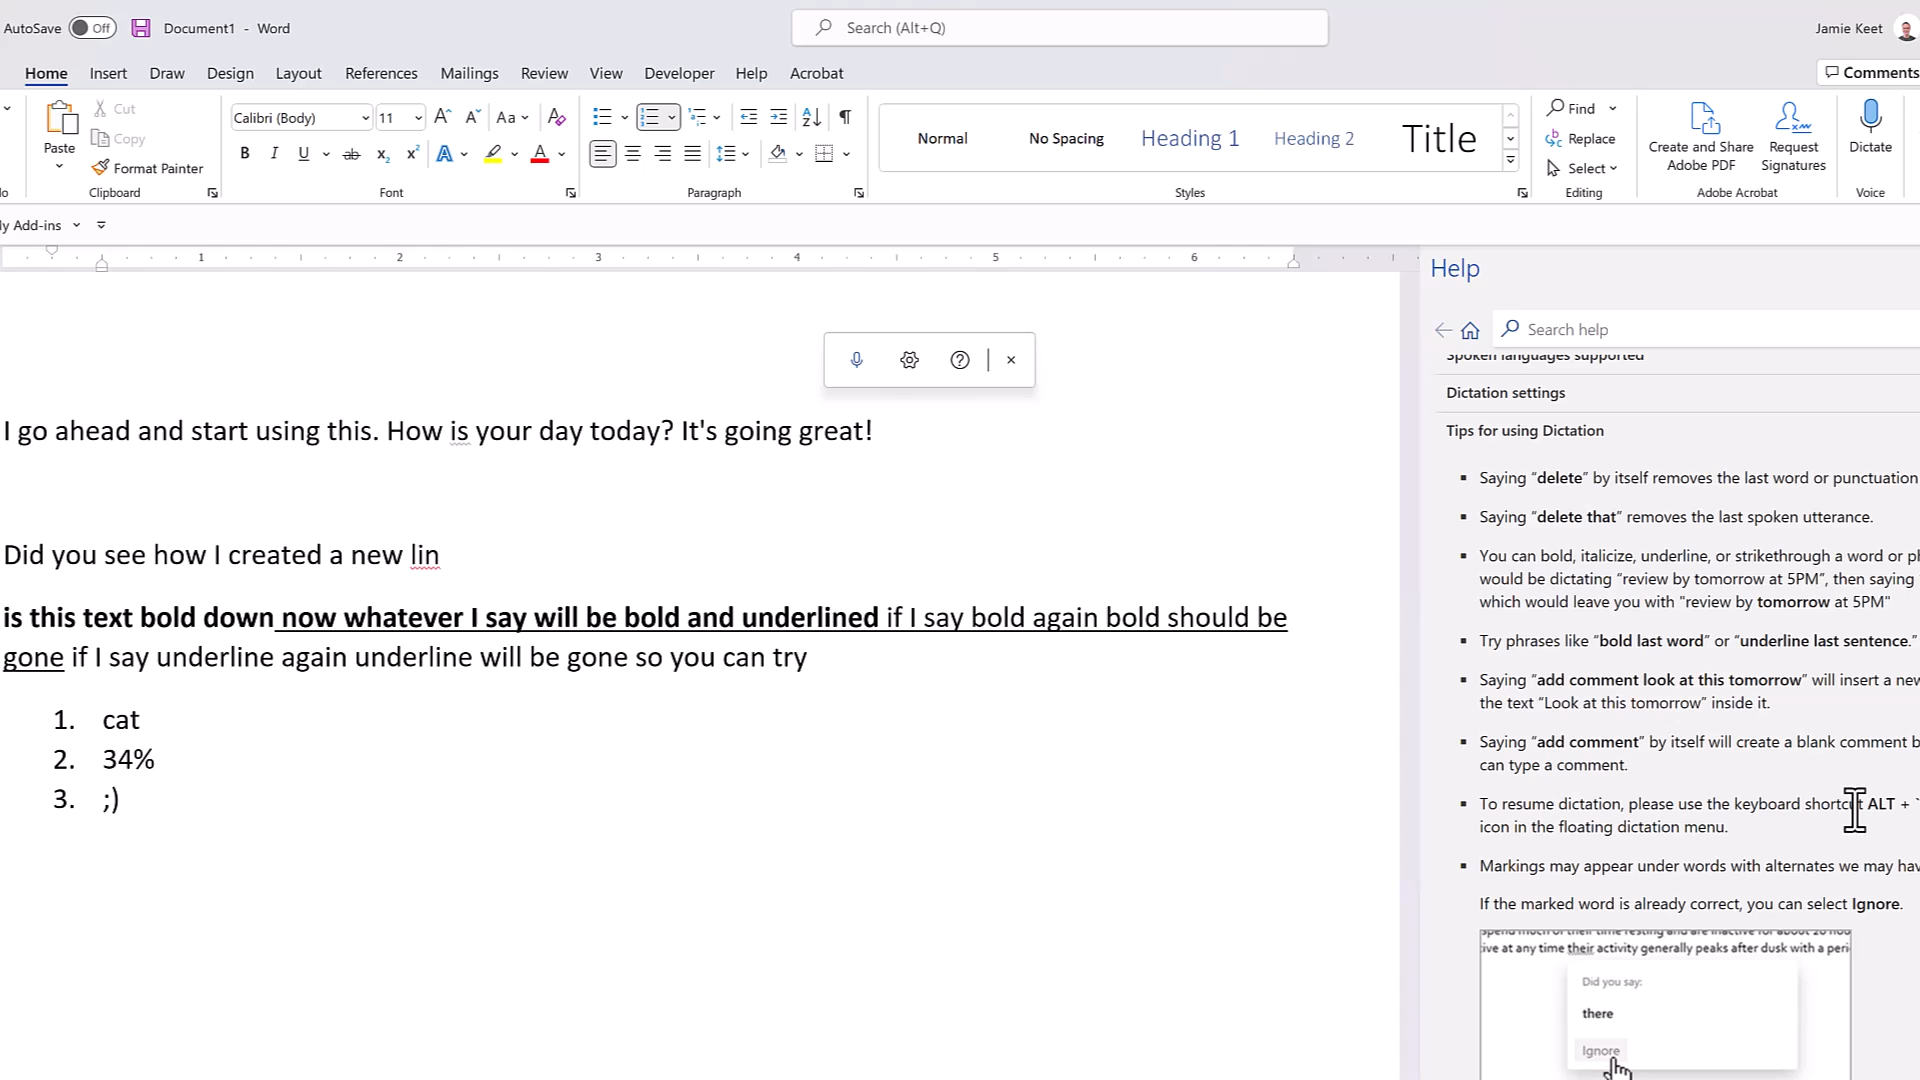 AutoSave Off Document1 - Word Search (Alt+Q) Jamie Keet
Home Insert Draw Design Layout References Mailings Review View Developer Help Acrobat Comments
Paste Cut Copy Format Painter
Clipboard
Calibri (Body) 11
Font
Paragraph
Normal No Spacing Heading 1 Heading 2 Title
Styles
Find
Replace
Select
Editing
Create and Share
Adobe PDF
Request
Signatures
Adobe Acrobat
Dictate
Voice
y Add-ins
1 2 3 4 5 6
I go ahead and start using this. How is your day today? It's going great!
Did you see how I created a new lin
is this text bold down now whatever I say will be bold and underlined if I say bold again bold should be
gone if I say underline again underline will be gone so you can try
1. cat
2. 34%
3. ;)
Help
Search help
Spoken languages supported
Dictation settings
Tips for using Dictation
▪ Saying “delete” by itself removes the last word or punctuation
▪ Saying “delete that” removes the last spoken utterance.
▪ You can bold, italicize, underline, or strikethrough a word or ph
would be dictating “review by tomorrow at 5PM”, then saying
which would leave you with "review by tomorrow at 5PM"
▪ Try phrases like "bold last word" or “underline last sentence.”
▪ Saying “add comment look at this tomorrow” will insert a new
the text “Look at this tomorrow” inside it.
▪ Saying “add comment” by itself will create a blank comment b
can type a comment.
▪ To resume dictation, please use the keyboard shortcut ALT + `
icon in the floating dictation menu.
▪ Markings may appear under words with alternates we may hav
If the marked word is already correct, you can select Ignore.
spend much of their time resting and are inactive for about 20 hou
ive at any time their activity generally peaks after dusk with a peri
Did you say:
there
Ignore